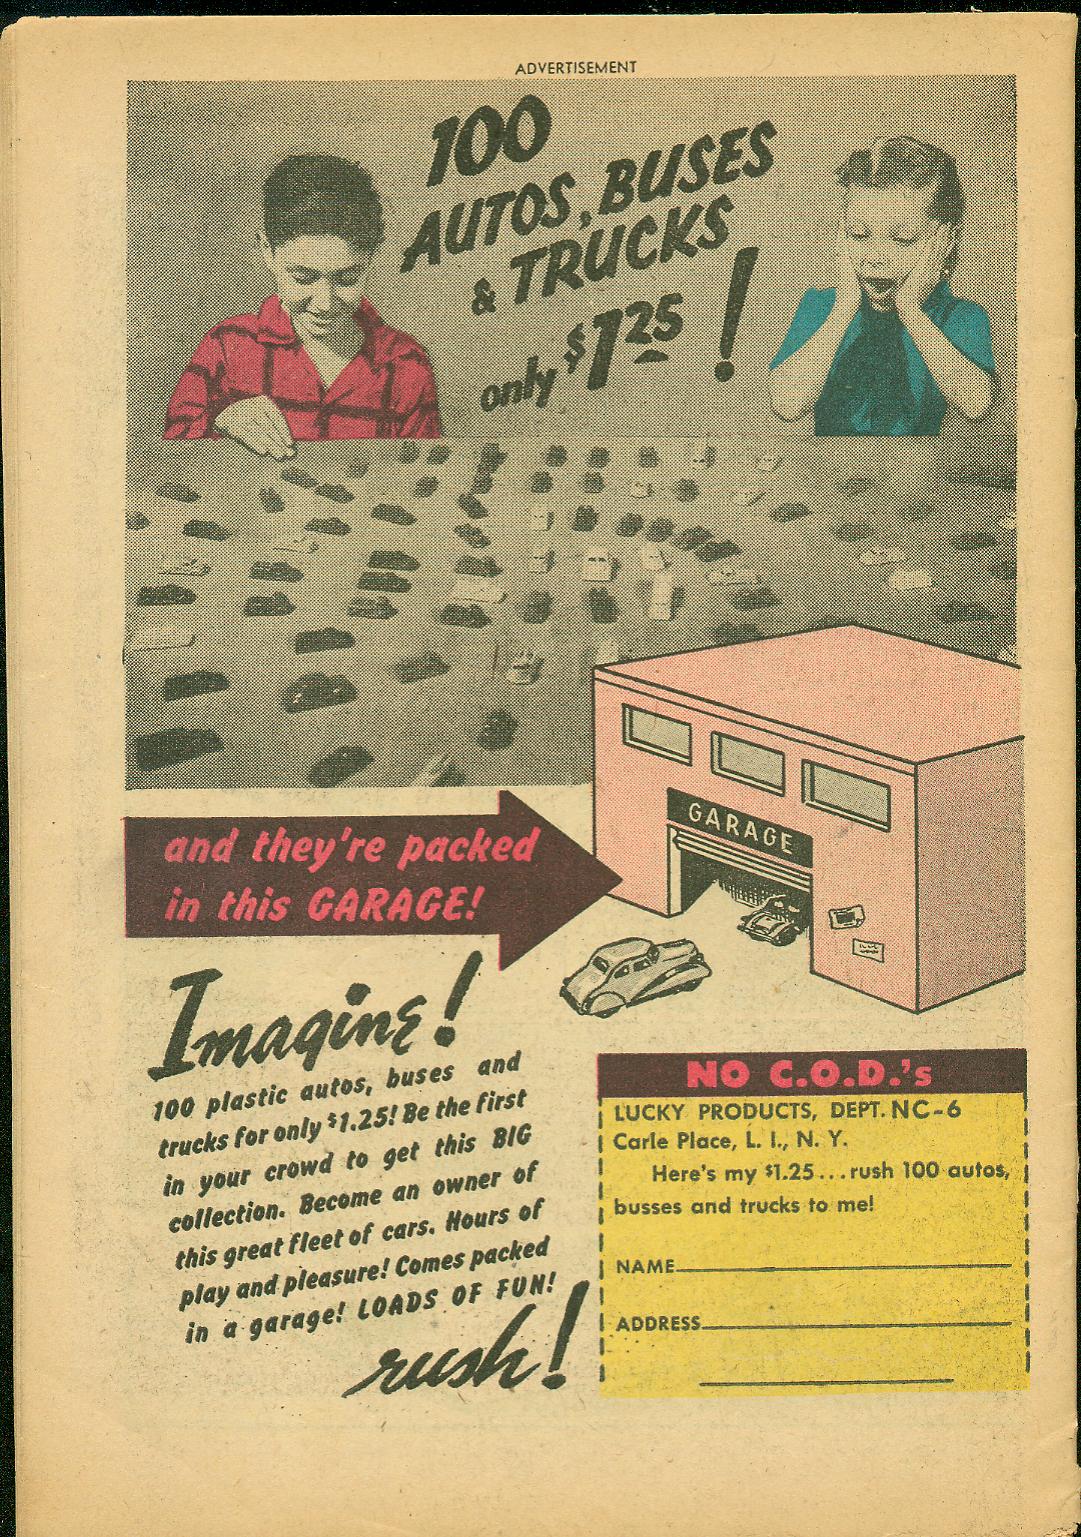 ADVERTISEMENT
100
AUTOS, BUSES
& TRUCKS
only $1.25 !
GARAGE
and they're packed
in this GARAGE!
Imagine!
100 plastic autos, buses and
trucks for only $1.25! Be the first
in your crowd to get this BIG
collection. Become an owner of
this great fleet of cars. Hours of
play and pleasure! Comes packed
in a garage! LOADS OF FUN!
rush!
NO C.O.D.'s
LUCKY PRODUCTS, DEPT. NC-6
Carle Place, L. I., N. Y.
Here's my $1.25...rush 100 autos,
busses and trucks to me!
NAME
ADDRESS